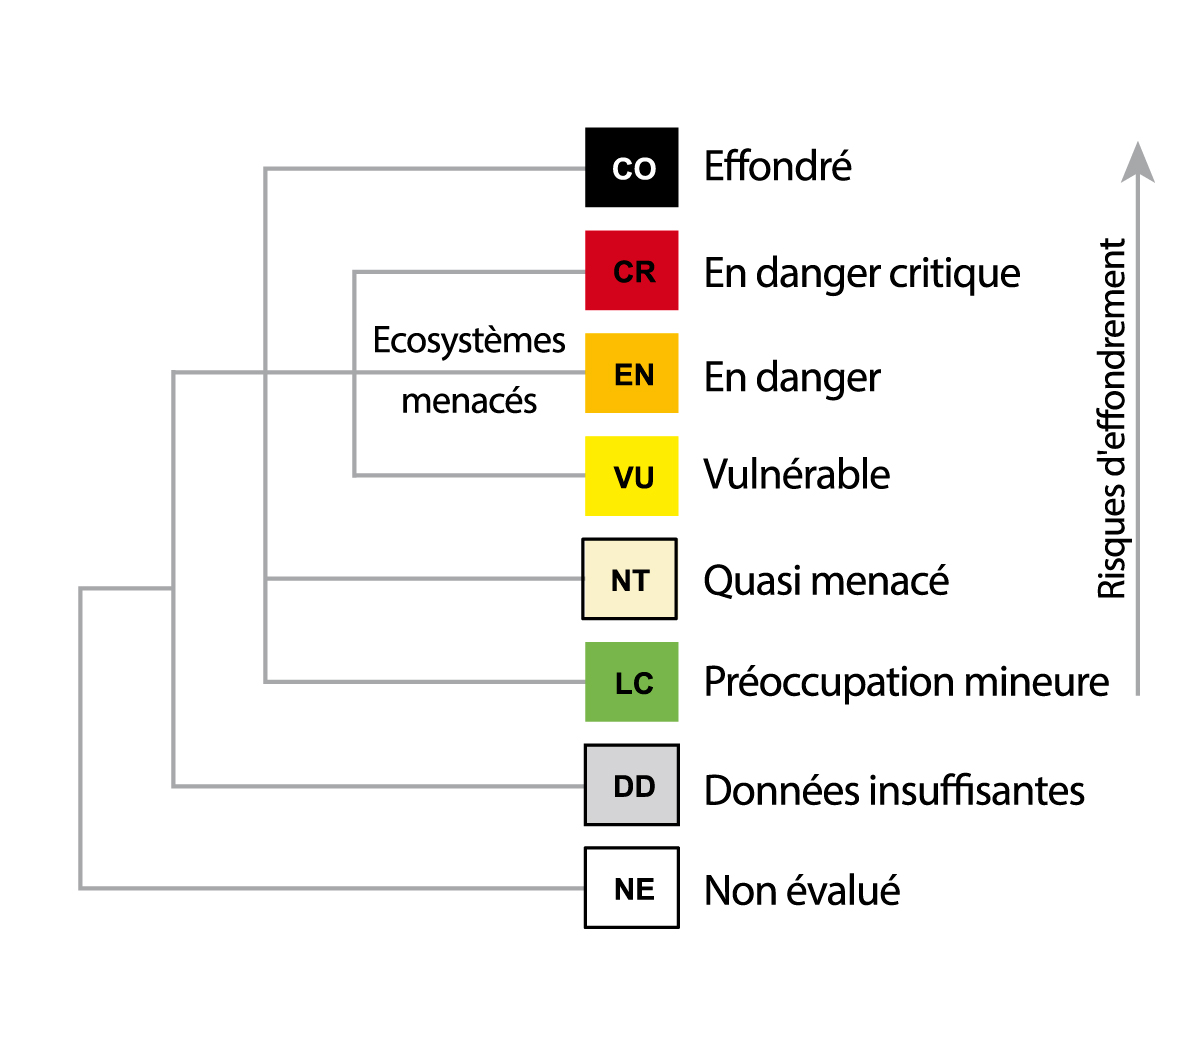 CO Effondré
CR En danger critique
Ecosystèmes
menacés
EN En danger
VU Vulnérable
NT Quasi menacé
LC Préoccupation mineure
DD Données insuffisantes
NE Non évalué
Risques d'effondrement